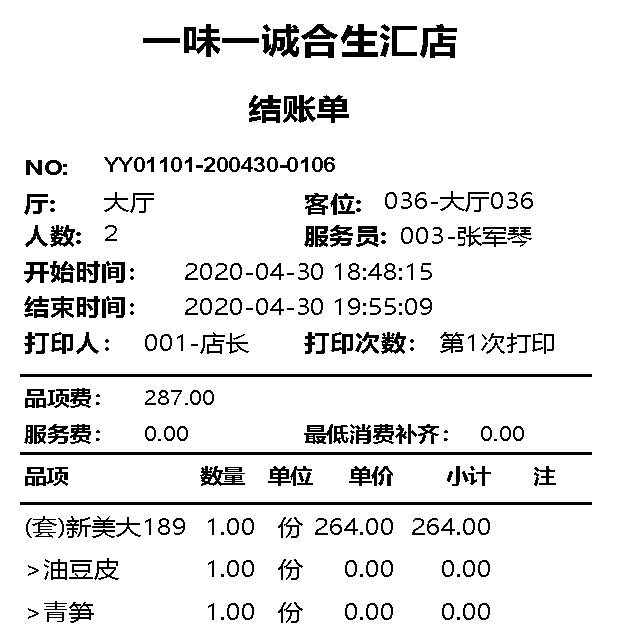 一味一诚合生汇店
结账单
NO: YY01101-200430-0106
厅: 大厅 客位: 036-大厅036
人数: 2 服务员: 003-张军琴
开始时间: 2020-04-30 18:48:15
结束时间: 2020-04-30 19:55:09
打印人: 001-店长 打印次数: 第1次打印
品项费: 287.00
服务费: 0.00 最低消费补齐: 0.00
品项 数量 单位 单价 小计 注
(套)新美大189 1.00 份 264.00 264.00
>油豆皮 1.00 份 0.00 0.00
>青笋 1.00 份 0.00 0.00